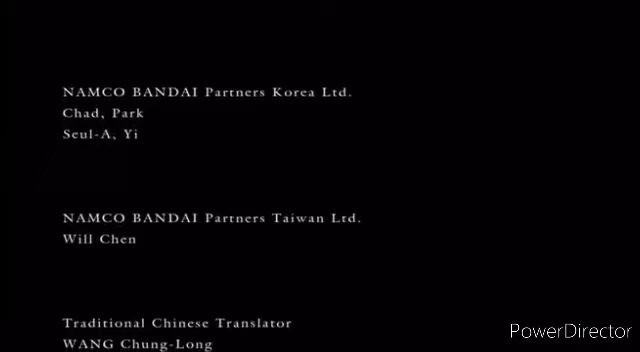 NAMCO BANDAI Partners Korea Ltd.
Chad, Park
Seul-A, Yi
NAMCO BANDAI Partners Taiwan Ltd.
Will Chen
Traditional Chinese Translator
WANG Chung-Long
PowerDirector